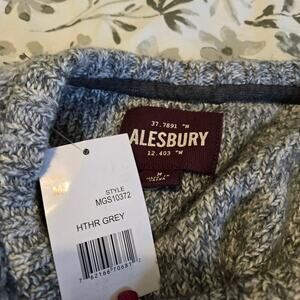 37.7891 °N
ALESBURY
12.403 °W
M
STYLE
MGS10372
HTHR GREY